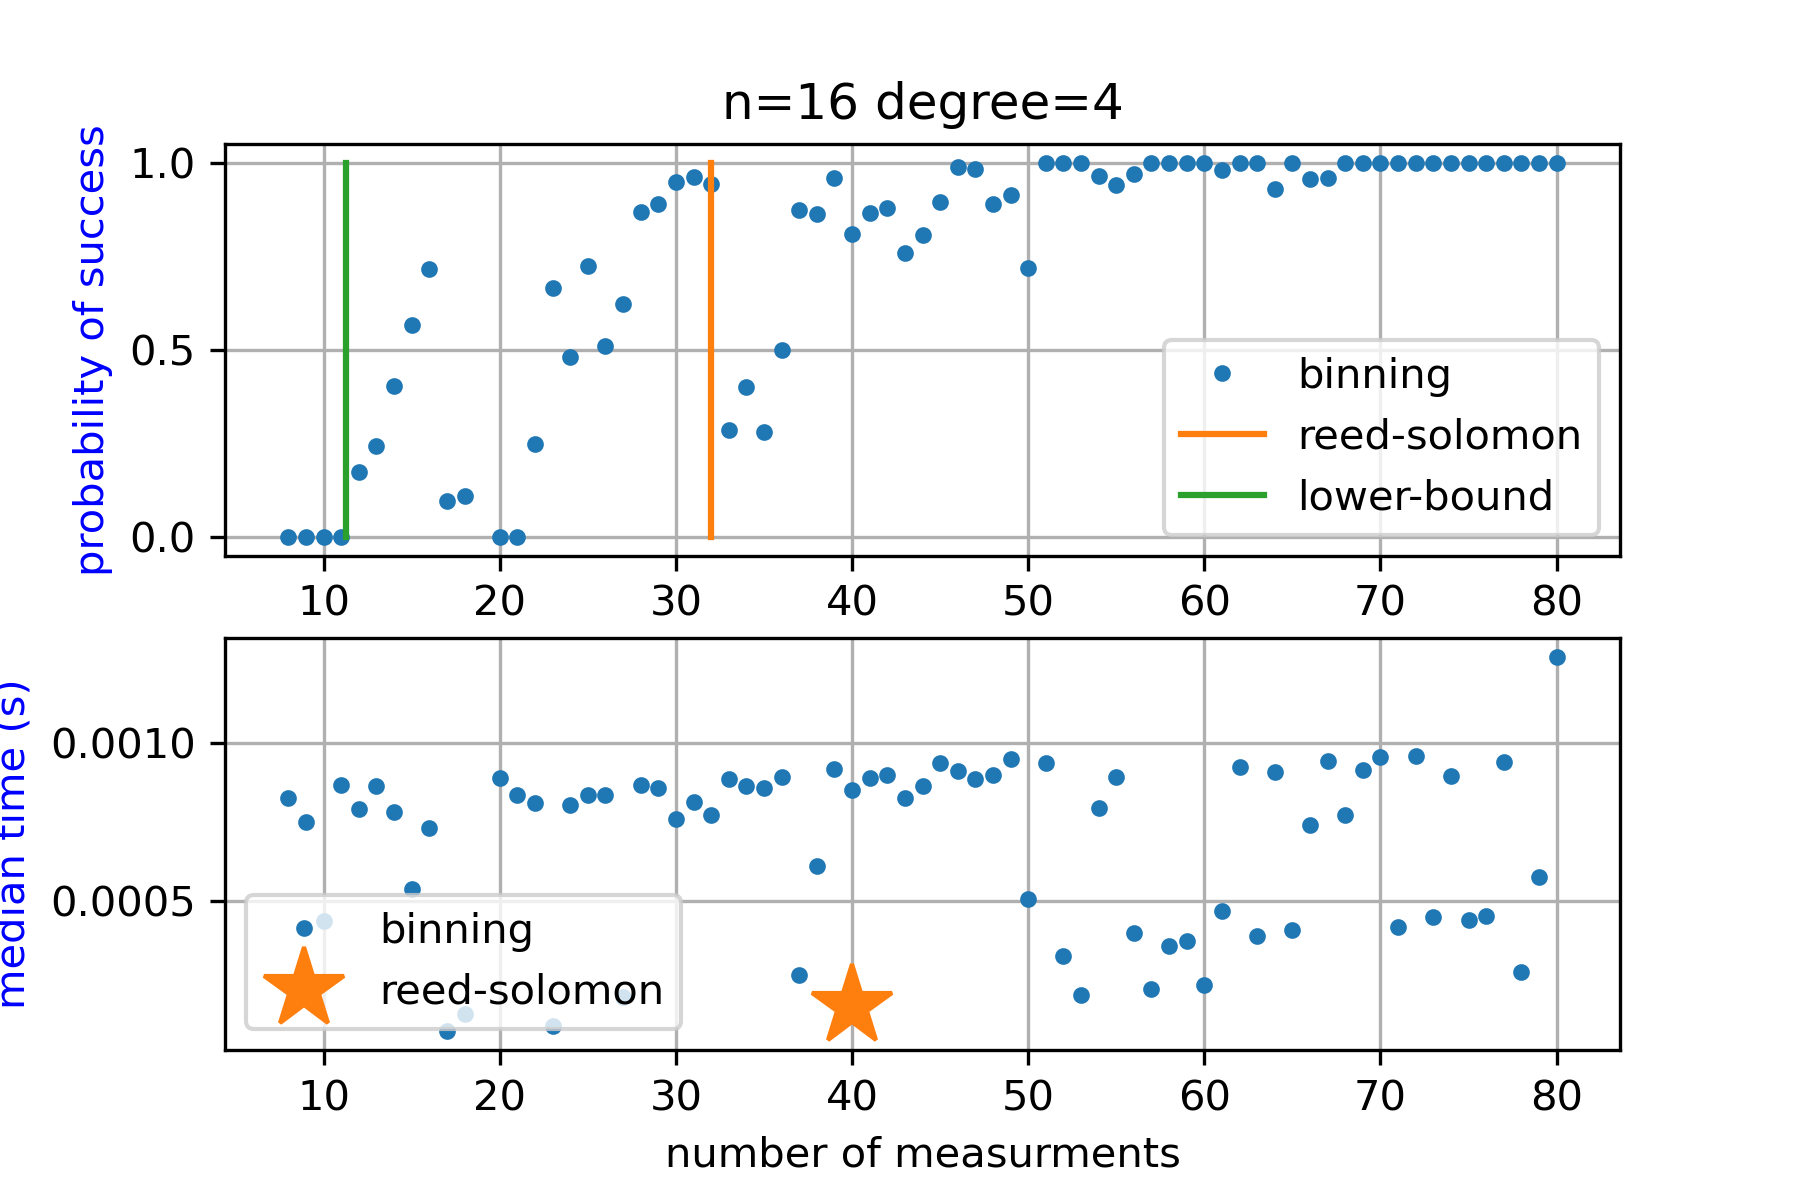 n=16 degree=4
probability of success
1.0
0.5
0.0
binning
reed-solomon
lower-bound
10 20 30 40 50 60 70 80
median time (s)
0.0010
0.0005
binning
reed-solomon
10 20 30 40 50 60 70 80
number of measurments